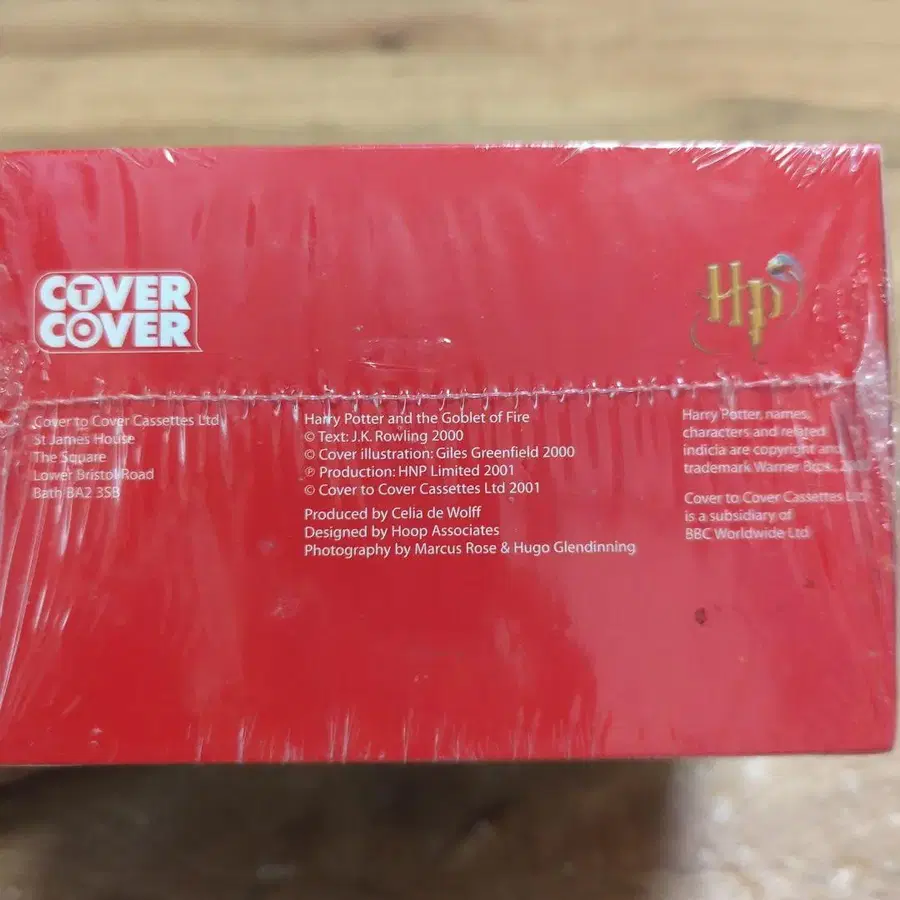 COVER TO
COVER
HP
Cover to Cover Cassettes Ltd
St James House
The Square
Lower Bristol Road
Bath BA2 3SB
Harry Potter and the Goblet of Fire
© Text: J.K. Rowling 2000
© Cover illustration: Giles Greenfield 2000
℗ Production: HNP Limited 2001
© Cover to Cover Cassettes Ltd 2001
Produced by Celia de Wolff
Designed by Hoop Associates
Photography by Marcus Rose & Hugo Glendinning
Harry Potter, names,
characters and related
indicia are copyright and
trademark Warner Bros.,
Cover to Cover Cassettes Ltd
is a subsidiary of
BBC Worldwide Ltd